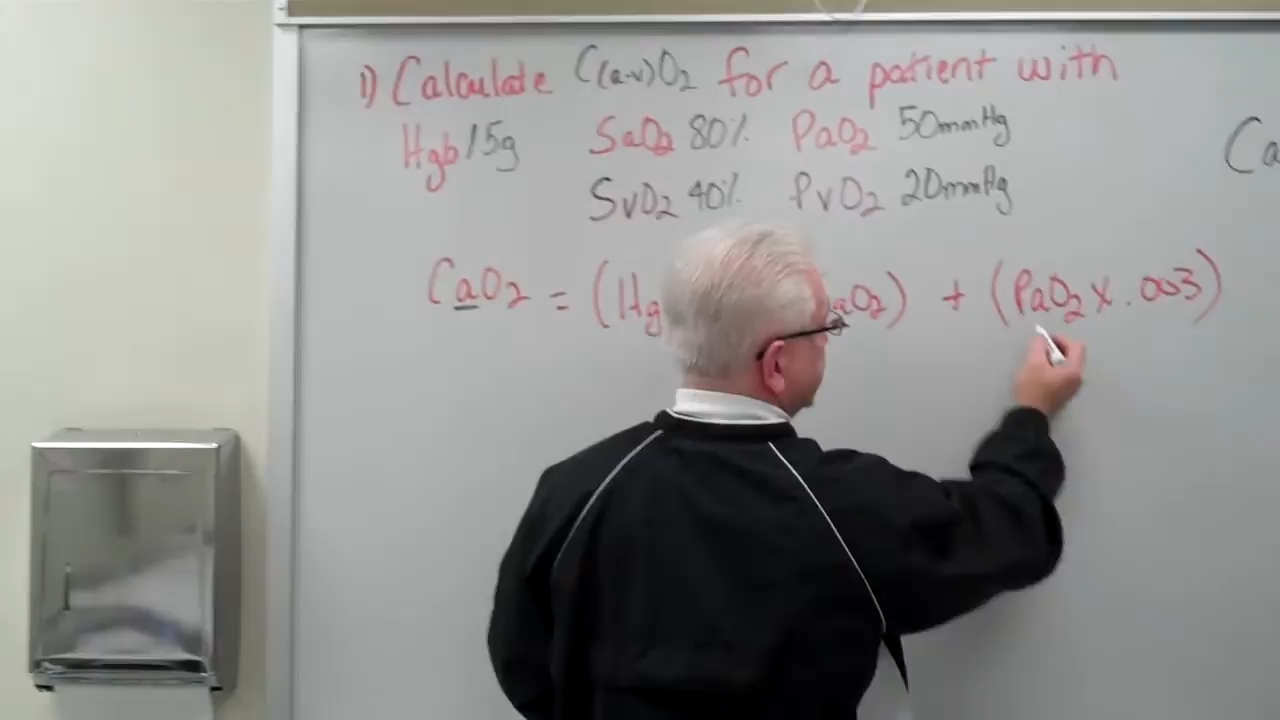 1) Calculate C(a-v)O2 for a patient with
Hgb 15g SaO2 80% PaO2 50mmHg
SvO2 40% PvO2 20mmHg
Ca
CaO2 = (Hg aO2) + (PaO2 x .003)